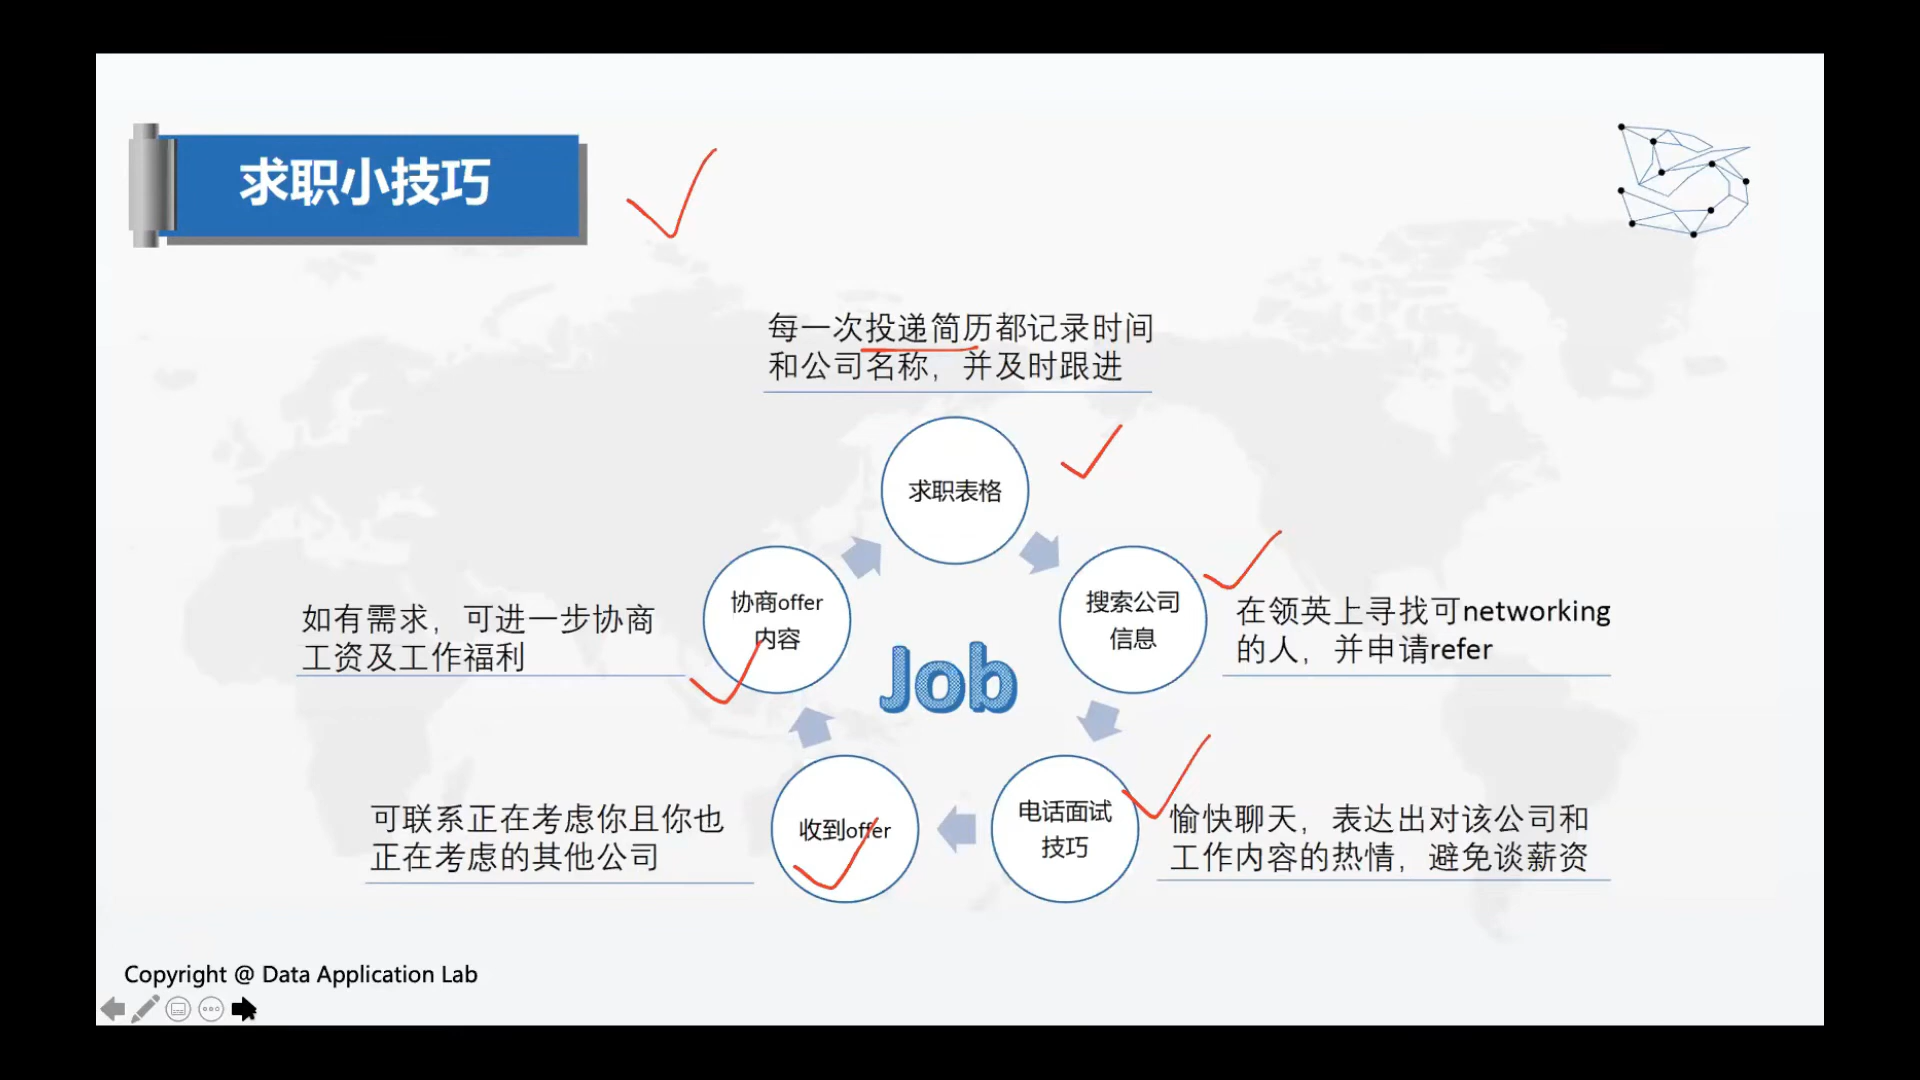 求职小技巧
每一次投递简历都记录时间
和公司名称，并及时跟进
求职表格
搜索公司
信息
在领英上寻找可networking
的人，并申请refer
电话面试
技巧
愉快聊天，表达出对该公司和
工作内容的热情，避免谈薪资
收到offer
可联系正在考虑你且你也
正在考虑的其他公司
协商offer
内容
如有需求，可进一步协商
工资及工作福利
Job
Copyright @ Data Application Lab